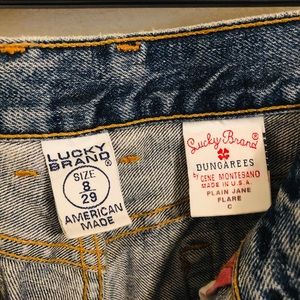 LUCKY
BRAND
SIZE
8
29
AMERICAN
MADE
Lucky Brand
DUNGAREES
by GENE MONTESANO
MADE IN U.S.A.
PLAIN JANE
FLARE
C